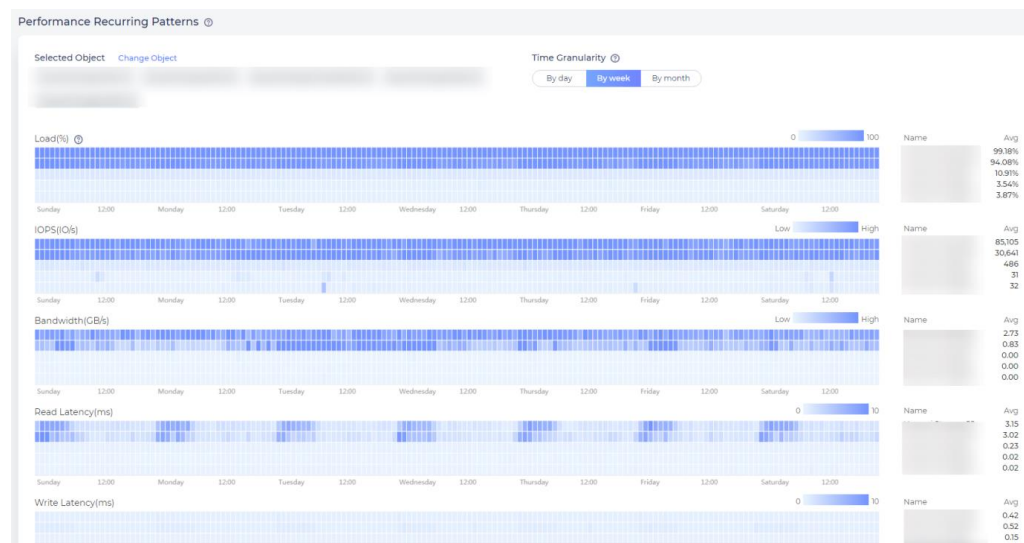 Performance Recurring Patterns
Selected Object Change Object
Time Granularity
By day By week By month
Load(%) 0 100 Name Avg
99.18%
94.08%
10.91%
3.54%
3.87%
Sunday 12:00 Monday 12:00 Tuesday 12:00 Wednesday 12:00 Thursday 12:00 Friday 12:00 Saturday 12:00
IOPS(IO/s) Low High Name Avg
85,105
30,641
486
31
32
Sunday 12:00 Monday 12:00 Tuesday 12:00 Wednesday 12:00 Thursday 12:00 Friday 12:00 Saturday 12:00
Bandwidth(GB/s) Low High Name Avg
2.73
0.83
0.00
0.00
0.00
Sunday 12:00 Monday 12:00 Tuesday 12:00 Wednesday 12:00 Thursday 12:00 Friday 12:00 Saturday 12:00
Read Latency(ms) 0 10 Name Avg
3.15
3.02
0.23
0.02
0.02
Sunday 12:00 Monday 12:00 Tuesday 12:00 Wednesday 12:00 Thursday 12:00 Friday 12:00 Saturday 12:00
Write Latency(ms) 0 10 Name Avg
0.42
0.52
0.15